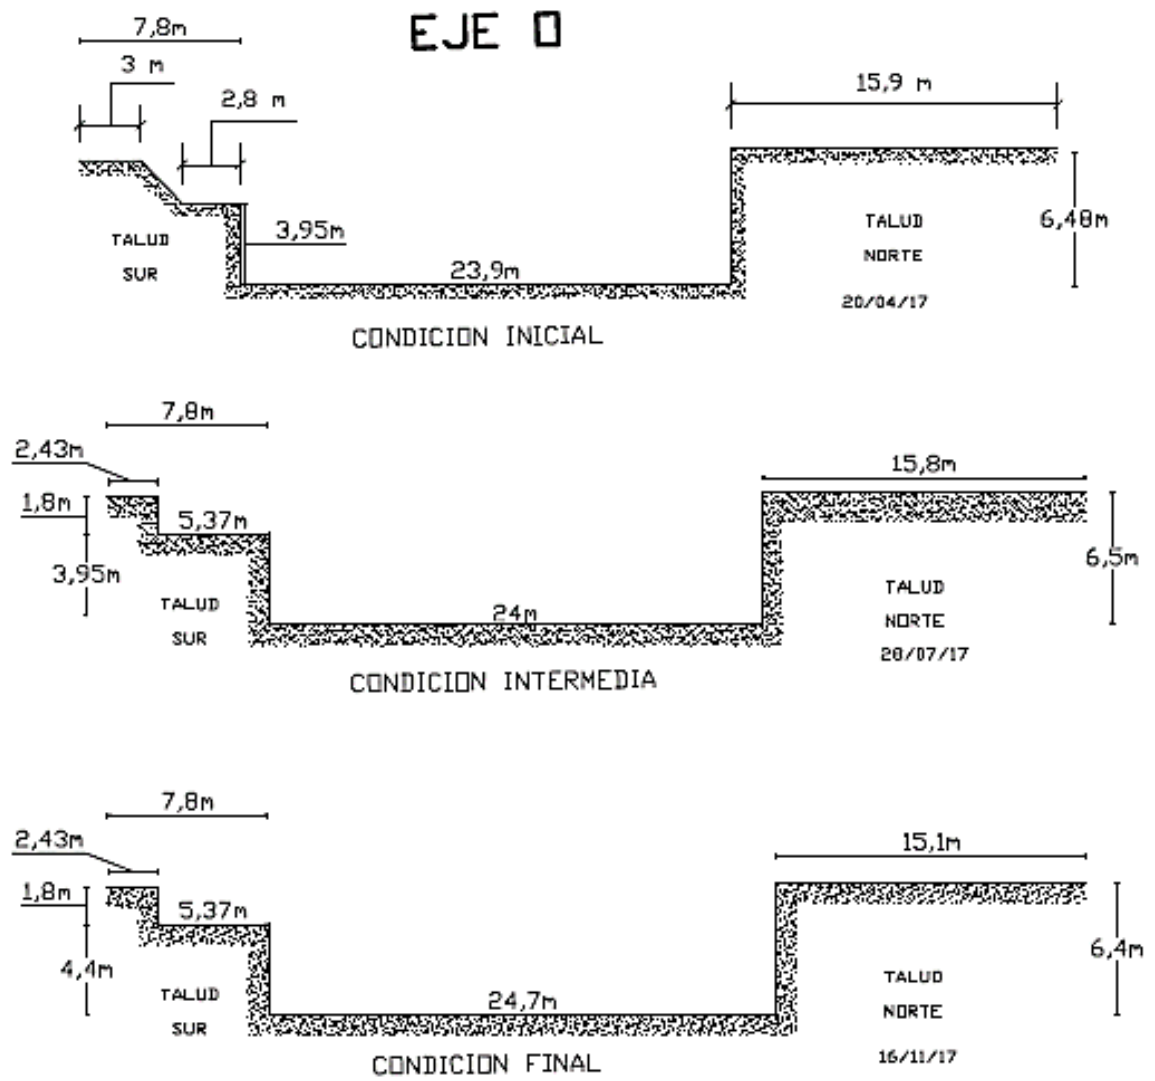 EJE O
7,8m
3 m
2,8 m
15,9 m
3,95m
6,48m
TALUD
SUR
TALUD
NORTE
23,9m
20/04/17
CONDICION INICIAL
7,8m
2,43m
15,8m
1,8m
5,37m
3,95m
6,5m
TALUD
SUR
24m
TALUD
NORTE
28/07/17
CONDICION INTERMEDIA
7,8m
2,43m
15,1m
1,8m
5,37m
4,4m
6,4m
TALUD
SUR
24,7m
TALUD
NORTE
16/11/17
CONDICION FINAL